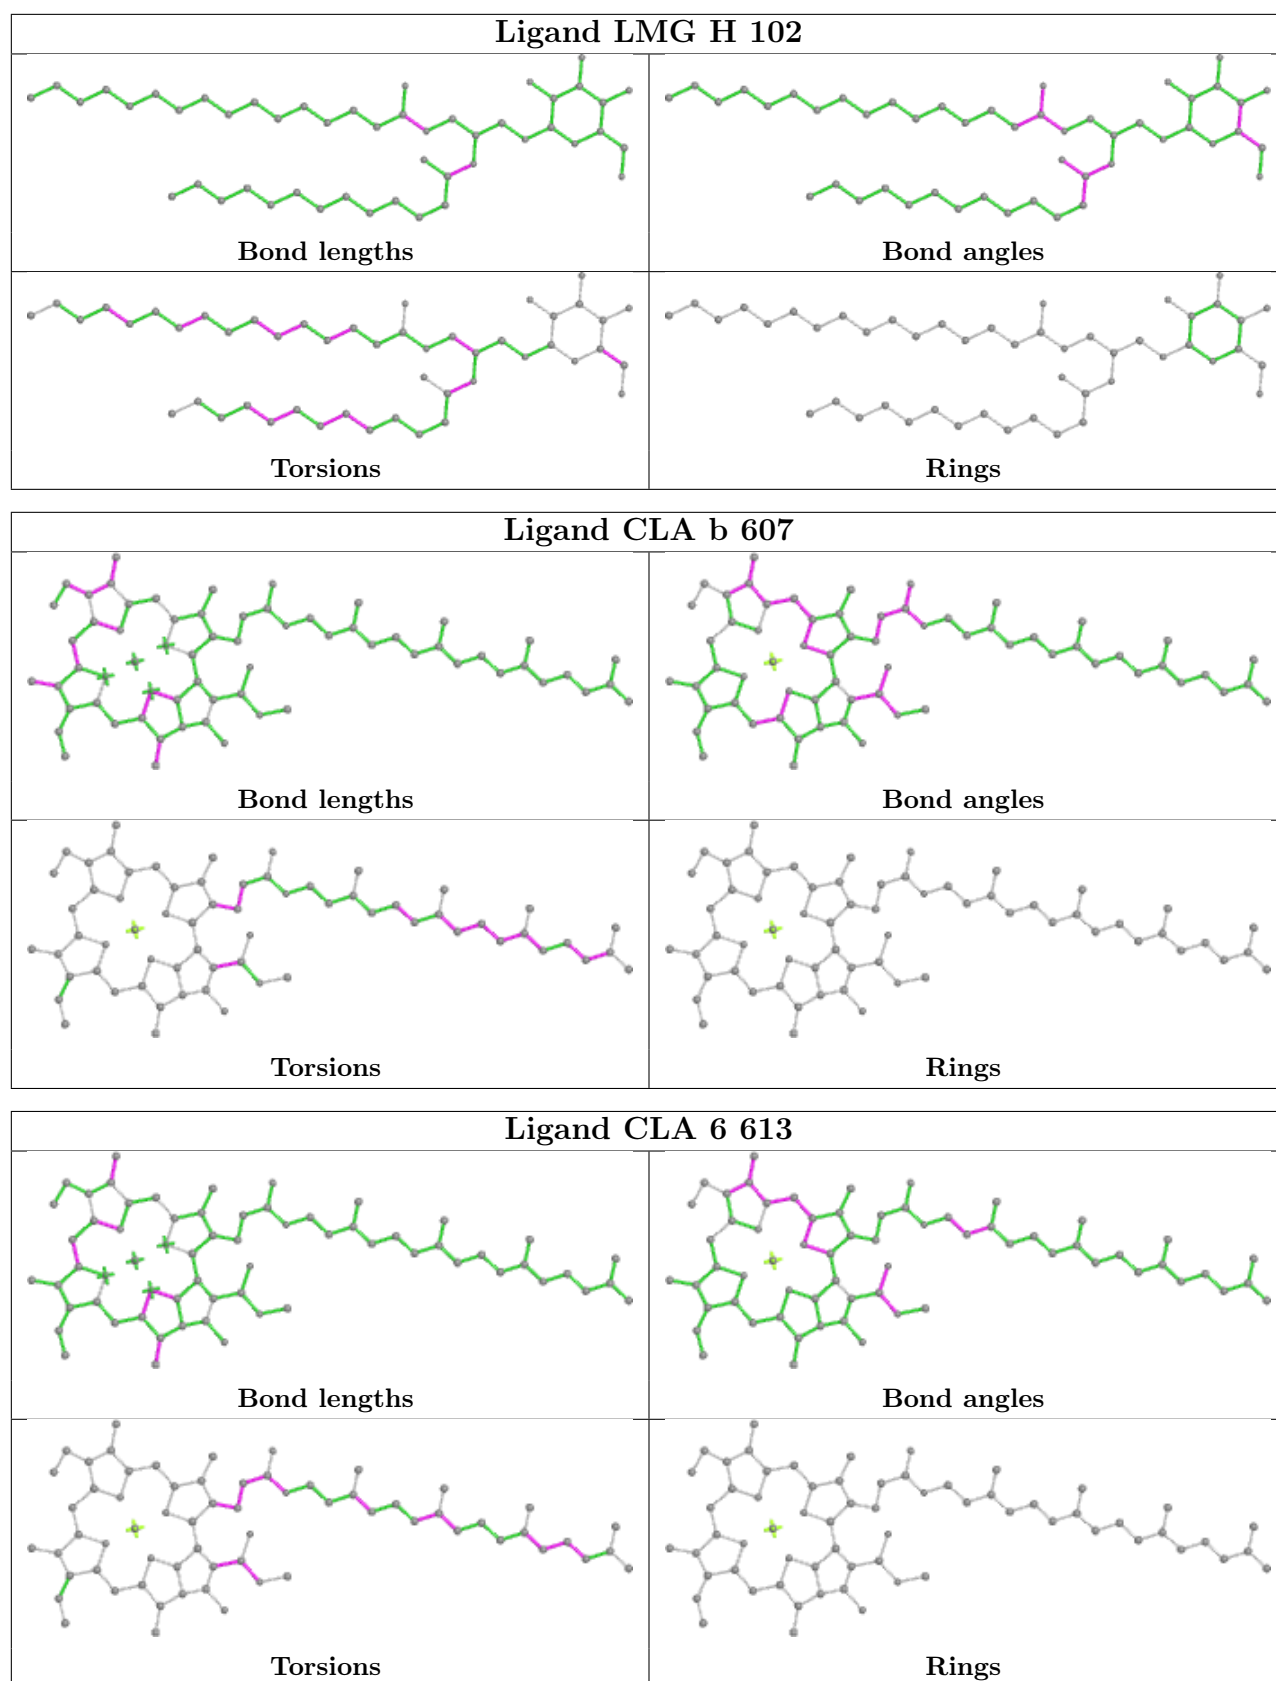 Ligand LMG H 102
Bond lengths
Bond angles
Torsions
Rings
Ligand CLA b 607
Bond lengths
Bond angles
Torsions
Rings
Ligand CLA 6 613
Bond lengths
Bond angles
Torsions
Rings